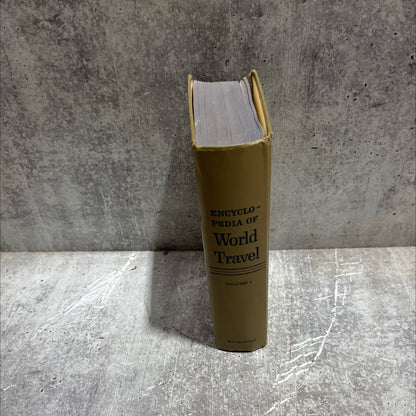 ENCYCLO-
PEDIA OF
World
Travel
VOLUME 1